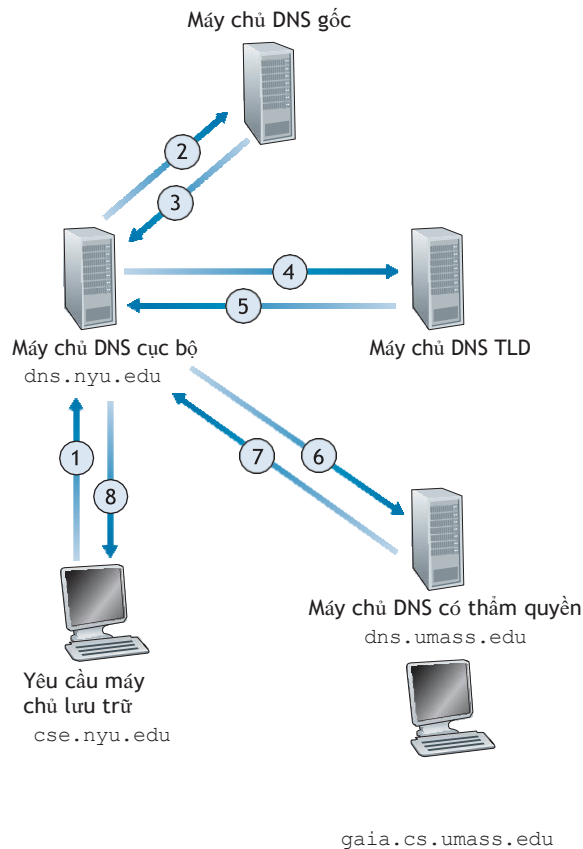 Máy chủ DNS gốc
2
3
4
5
Máy chủ DNS cục bộ
dns.nyu.edu
Máy chủ DNS TLD
1
8
7
6
Máy chủ DNS có thẩm quyền
dns.umass.edu
Yêu cầu máy
chủ lưu trữ
cse.nyu.edu
gaia.cs.umass.edu